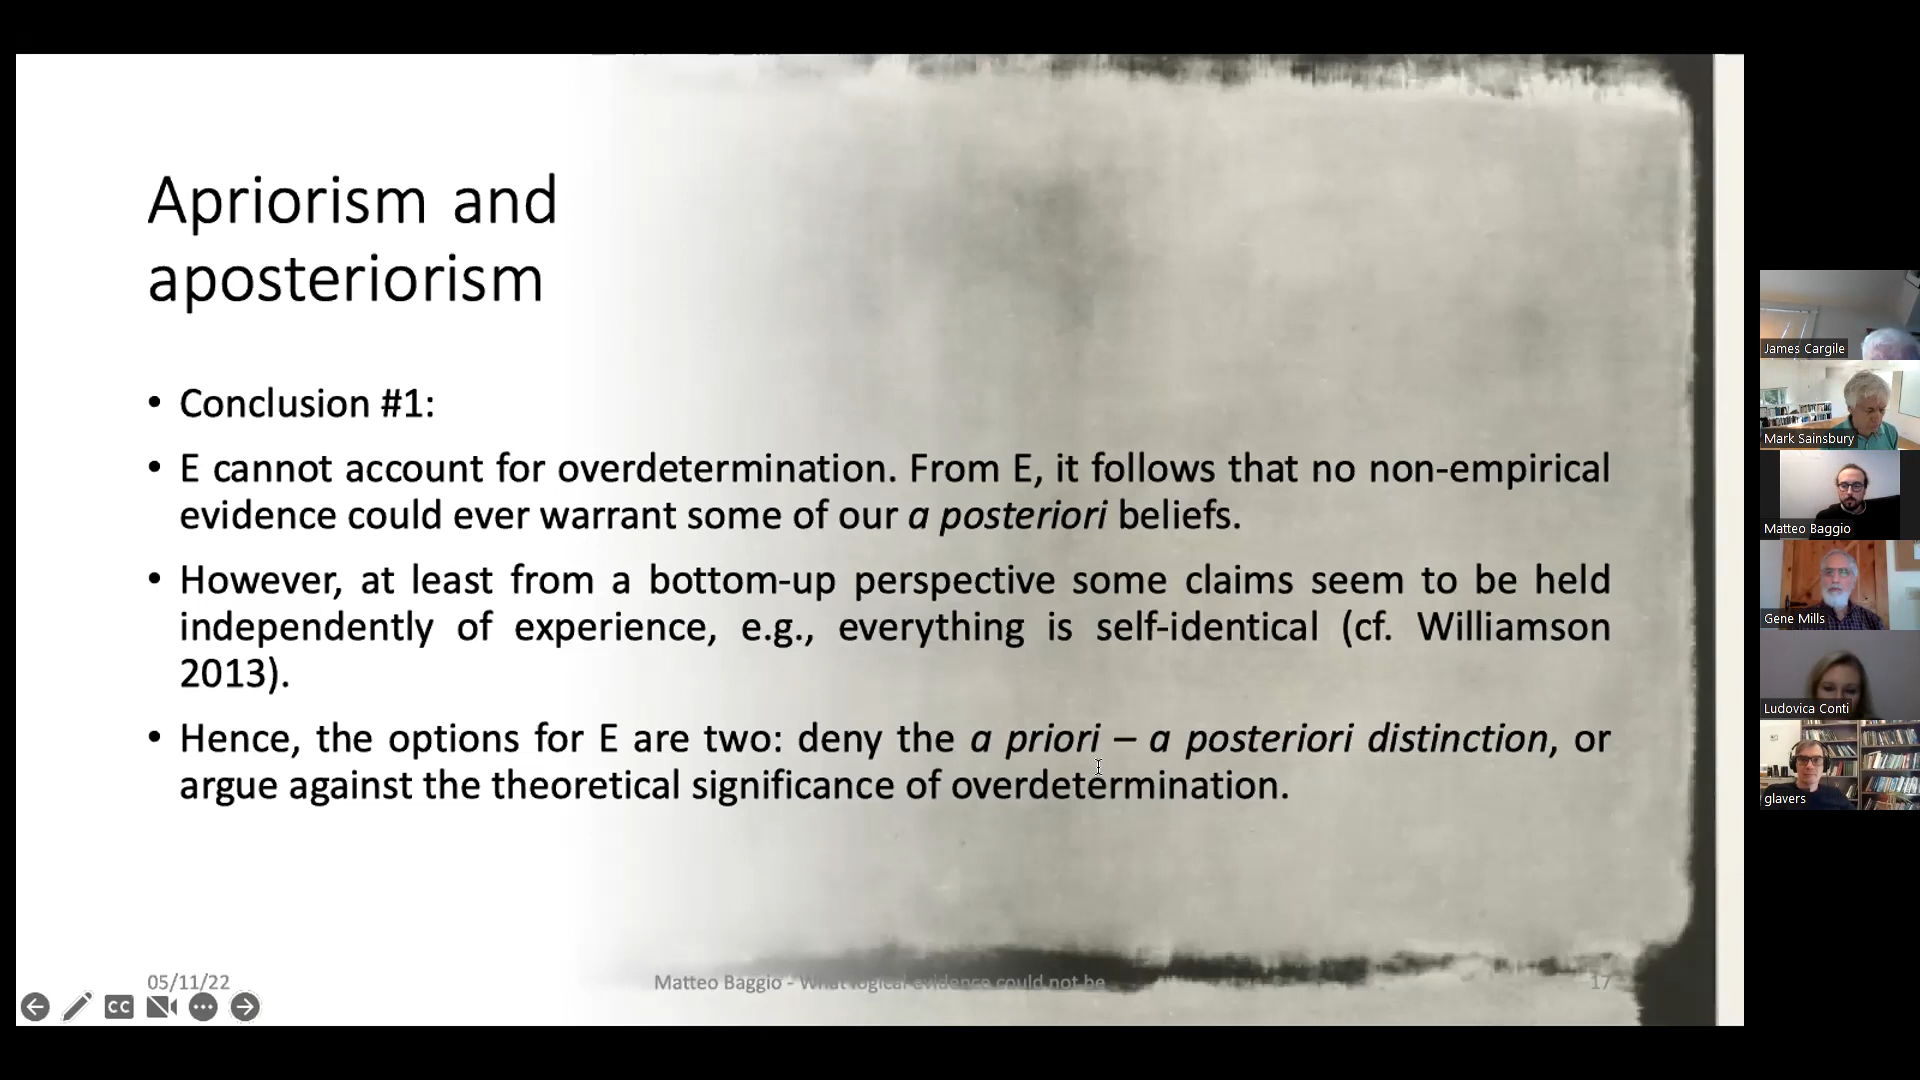 Apriorism and
aposteriorism
• Conclusion #1:
• E cannot account for overdetermination. From E, it follows that no non-empirical
evidence could ever warrant some of our a posteriori beliefs.
• However, at least from a bottom-up perspective some claims seem to be held
independently of experience, e.g., everything is self-identical (cf. Williamson
2013).
• Hence, the options for E are two: deny the a priori – a posteriori distinction, or
argue against the theoretical significance of overdetermination.
05/11/22
Matteo Baggio - What logical evidence could not be
17
CC
James Cargile
Mark Sainsbury
Matteo Baggio
Gene Mills
Ludovica Conti
glavers